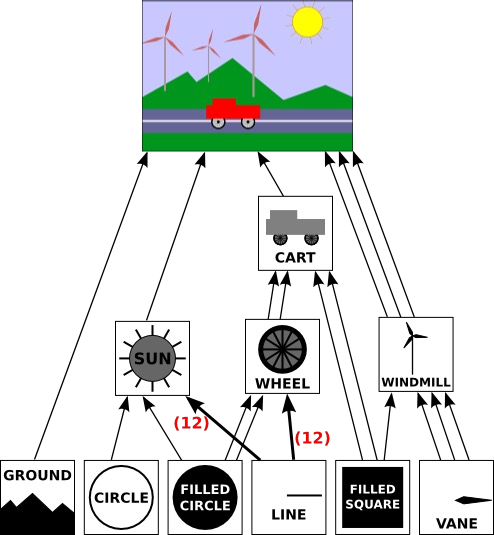 CART
SUN
WHEEL
WINDMILL
(12)
(12)
GROUND
CIRCLE
FILLED
CIRCLE
LINE
FILLED
SQUARE
VANE